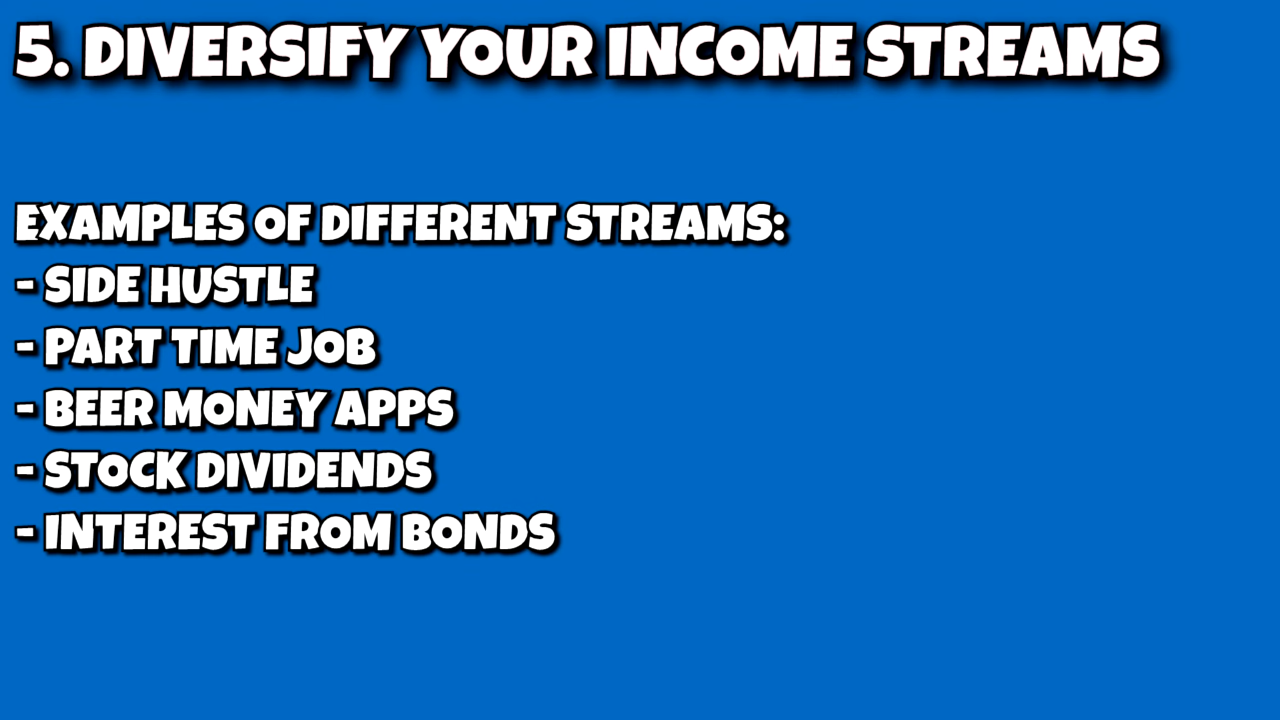 5. DIVERSIFY YOUR INCOME STREAMS
EXAMPLES OF DIFFERENT STREAMS:
- SIDE HUSTLE
- PART TIME JOB
- BEER MONEY APPS
- STOCK DIVIDENDS
- INTEREST FROM BONDS